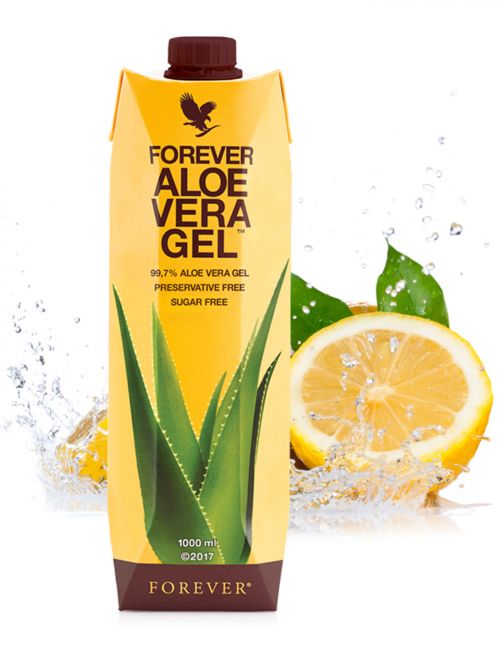 FOREVER
ALOE
VERA
GEL™
99,7% ALOE VERA GEL
PRESERVATIVE FREE
SUGAR FREE
1000 ml
©2017
FOREVER®